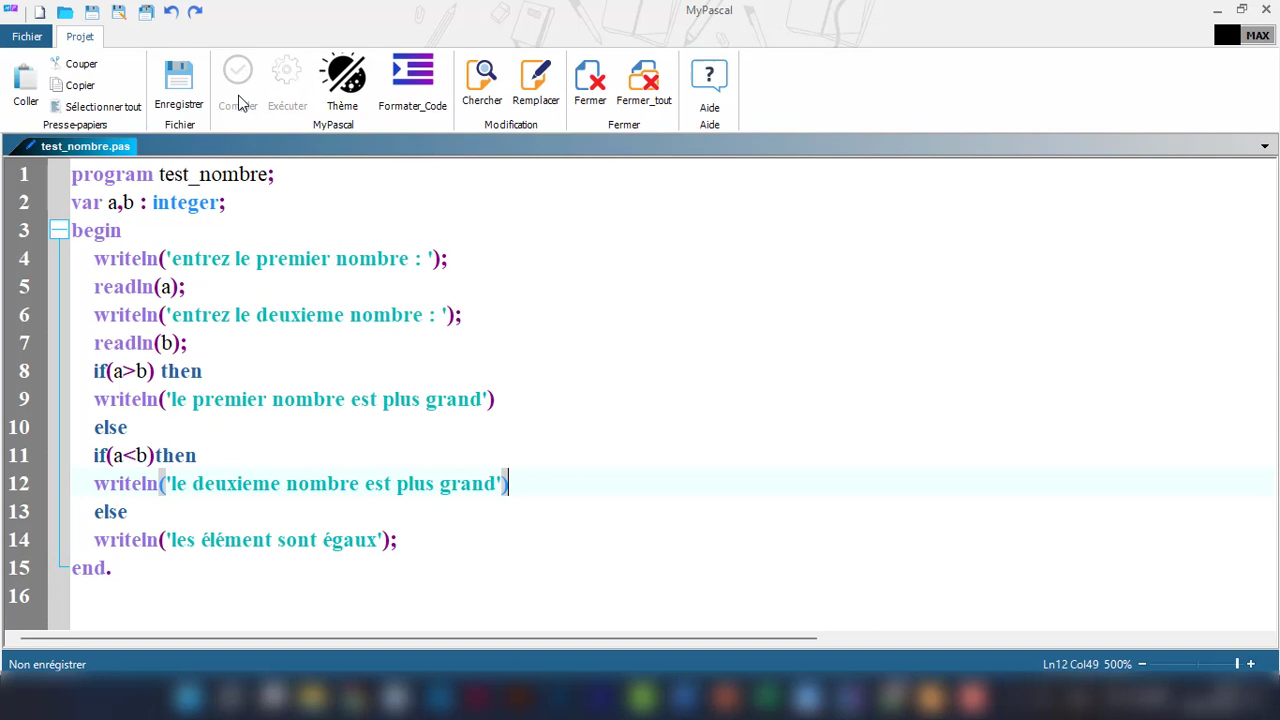 MyPascal
Fichier
Projet
MAX
Coller
Couper
Copier
Sélectionner tout
Presse-papiers
Enregistrer
Fichier
Exécuter
Thème
Formater_Code
MyPascal
Chercher
Remplacer
Modification
Fermer
Fermer_tout
Fermer
?
Aide
Aide
test_nombre.pas
1 program test_nombre;
2 var a,b : integer;
3 begin
4 writeln('entrez le premier nombre : ');
5 readln(a);
6 writeln('entrez le deuxieme nombre : ');
7 readln(b);
8 if(a>b) then
9 writeln('le premier nombre est plus grand')
10 else
11 if(a<b)then
12 writeln('le deuxieme nombre est plus grand')
13 else
14 writeln('les élément sont égaux');
15 end.
16
Non enrégistrer
Ln12 Col49 500%